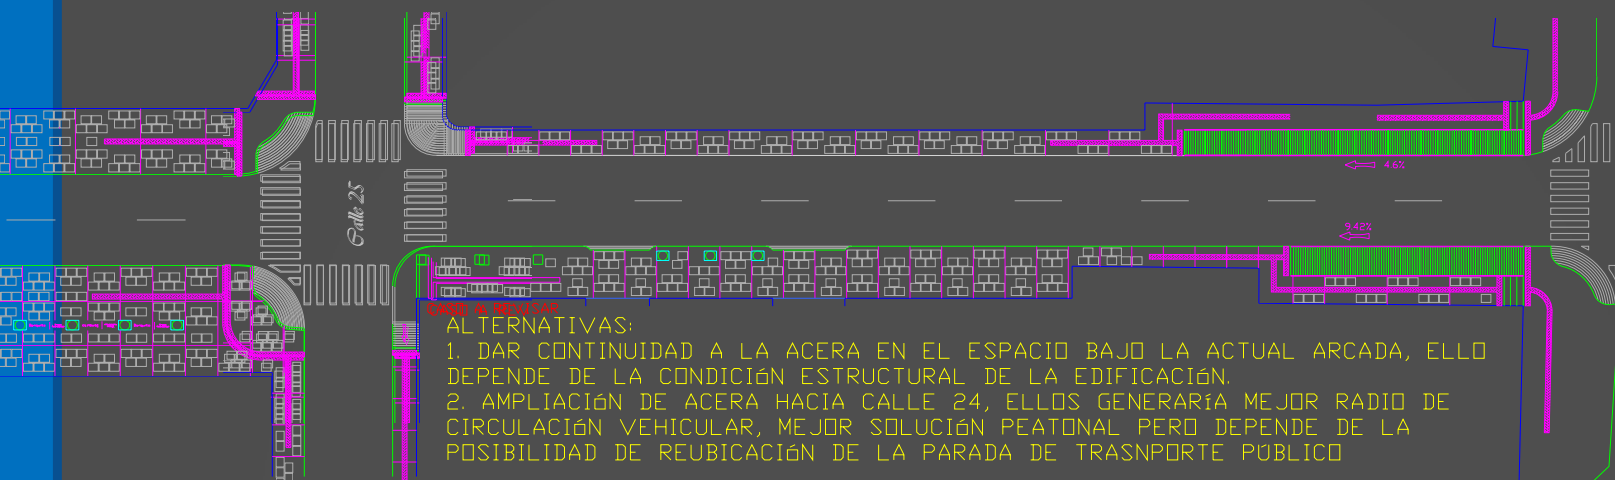 4.6%
Calle 25
9.42%
ALTERNATIVAS:
1. DAR CONTINUIDAD A LA ACERA EN EL ESPACIO BAJO LA ACTUAL ARCADA, ELLO
DEPENDE DE LA CONDICIóN ESTRUCTURAL DE LA EDIFICACIóN.
2. AMPLIACIóN DE ACERA HACIA CALLE 24, ELLOS GENERARíA MEJOR RADIO DE
CIRCULACIóN VEHICULAR, MEJOR SOLUCIóN PEATONAL PERO DEPENDE DE LA
POSIBILIDAD DE REUBICACIóN DE LA PARADA DE TRASNPORTE PÚBLICO